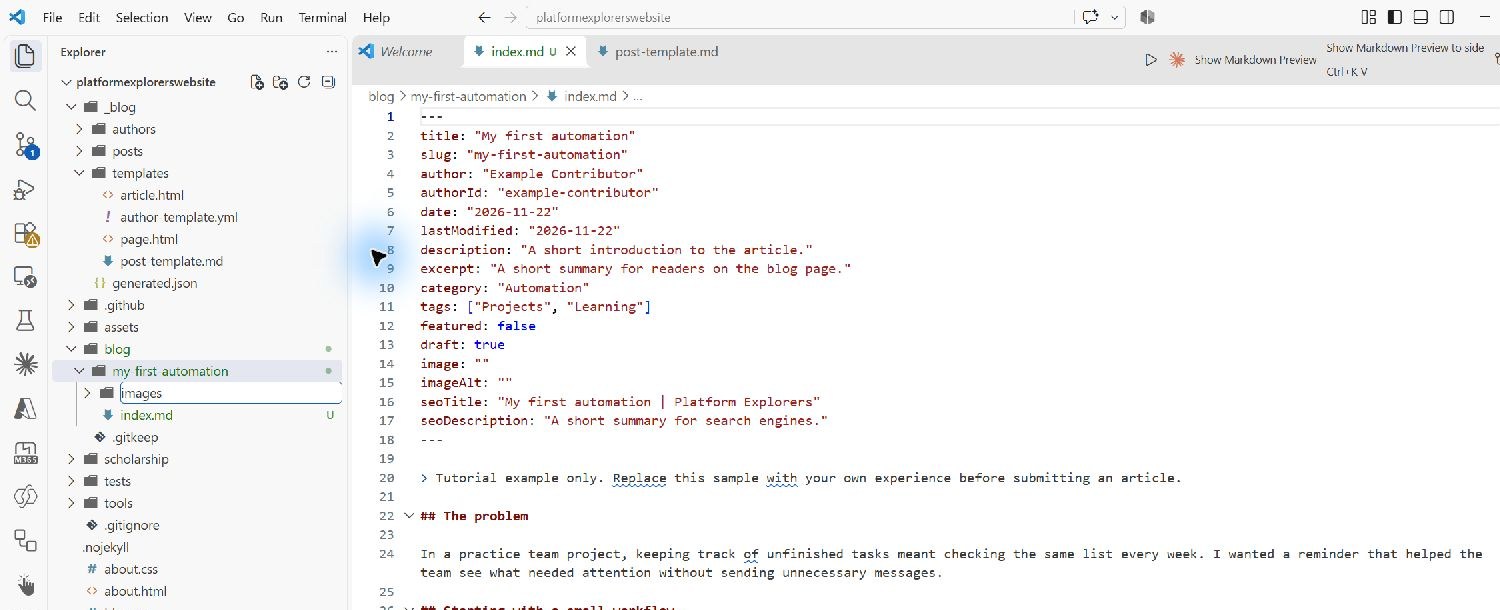 File Edit Selection View Go Run Terminal Help
platformexplorerswebsite
Explorer
platformexplorerswebsite
_blog
authors
posts
templates
<> article.html
! author-template.yml
<> page.html
post-template.md
{} generated.json
.github
assets
blog
my-first-automation
images
index.md U
.gitkeep
scholarship
tests
tools
.gitignore
.nojekyll
# about.css
<> about.html
1
M365
Welcome
index.md U
post-template.md
Show Markdown Preview
Show Markdown Preview to side
Ctrl+K V
blog > my-first-automation > index.md > ...
1 ---
2 title: "My first automation"
3 slug: "my-first-automation"
4 author: "Example Contributor"
5 authorId: "example-contributor"
6 date: "2026-11-22"
7 lastModified: "2026-11-22"
8 description: "A short introduction to the article."
9 excerpt: "A short summary for readers on the blog page."
10 category: "Automation"
11 tags: ["Projects", "Learning"]
12 featured: false
13 draft: true
14 image: ""
15 imageAlt: ""
16 seoTitle: "My first automation | Platform Explorers"
17 seoDescription: "A short summary for search engines."
18 ---
19
20 > Tutorial example only. Replace this sample with your own experience before submitting an article.
21
22 ## The problem
23
24 In a practice team project, keeping track of unfinished tasks meant checking the same list every week. I wanted a reminder that helped the
team see what needed attention without sending unnecessary messages.
25
26 ## Starting with a small workflow